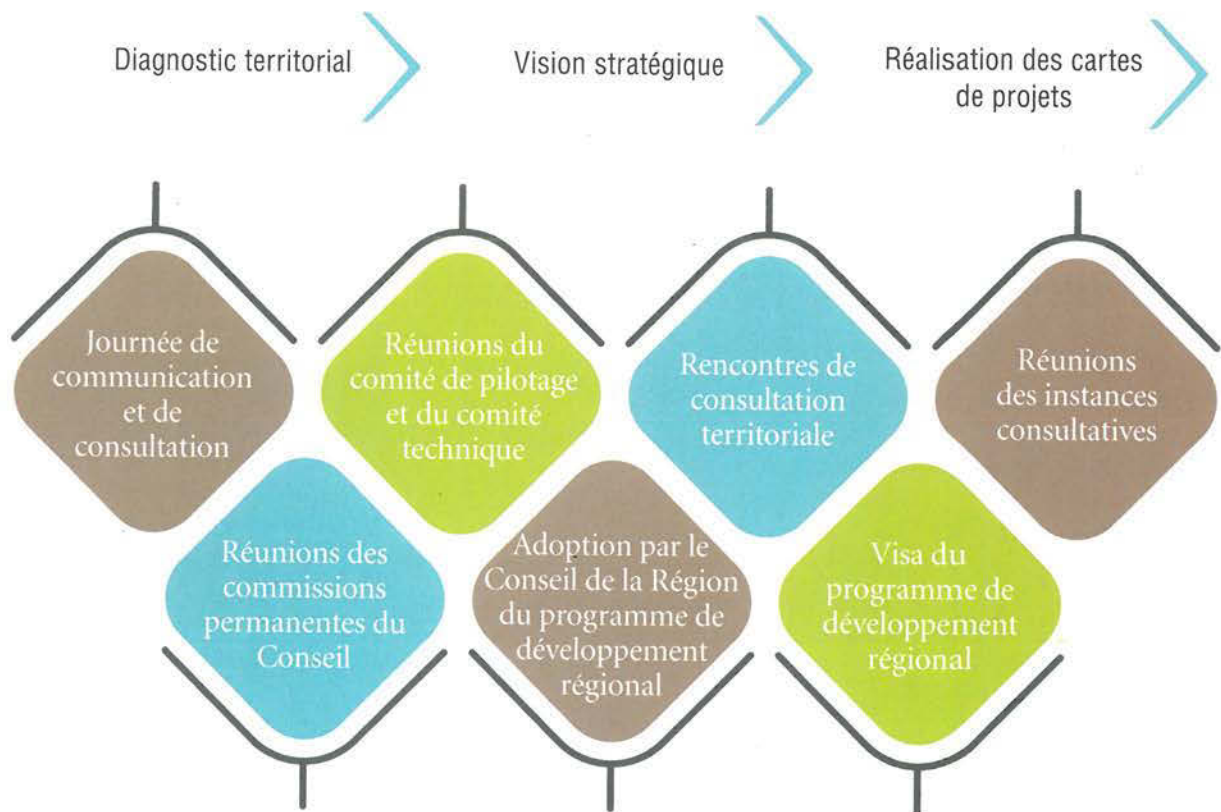 Diagnostic territorial
Vision stratégique
Réalisation des cartes
de projets
Journée de
communication
et de
consultation
Réunions du
comité de pilotage
et du comité
technique
Rencontres de
consultation
territoriale
Réunions
des instances
consultatives
Réunions des
commissions
permanentes du
Conseil
Adoption par le
Conseil de la Région
du programme de
développement
régional
Visa du
programme de
développement
régional